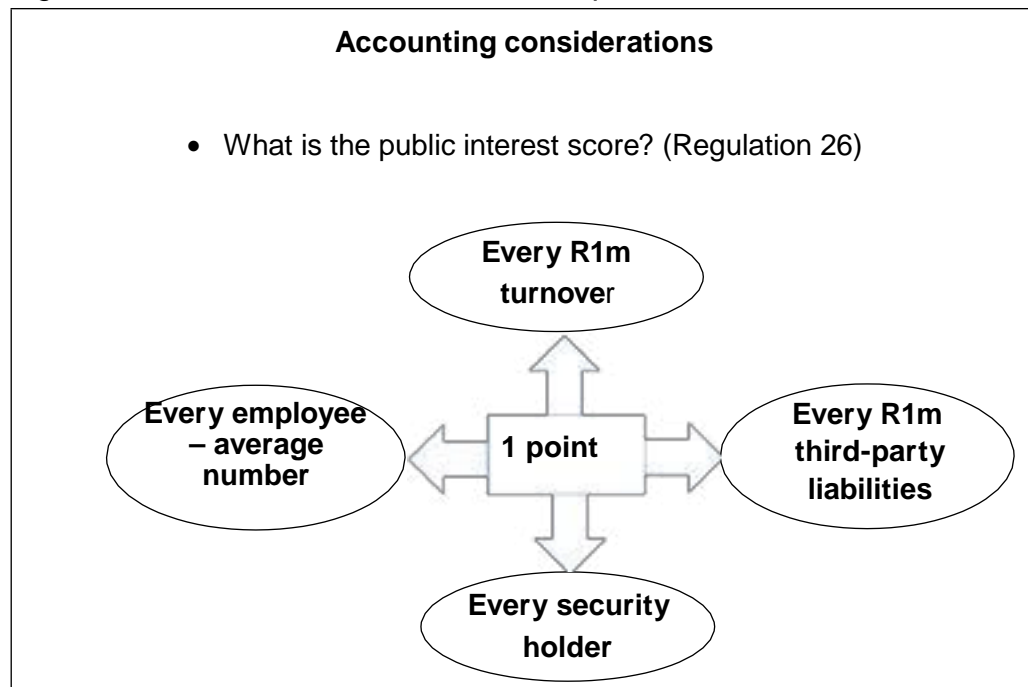 Accounting considerations
• What is the public interest score? (Regulation 26)
Every R1m
turnover
Every employee
– average
number
1 point
Every R1m
third-party
liabilities
Every security
holder